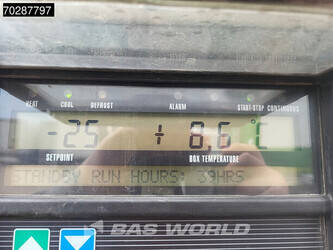 70287797
HEAT COOL DEFROST ALARM START-STOP CONTINUOUS
-25 + 8,6 °C
SETPOINT BOX TEMPERATURE
STANDBY RUN HOURS: 39HRS
BAS WORLD